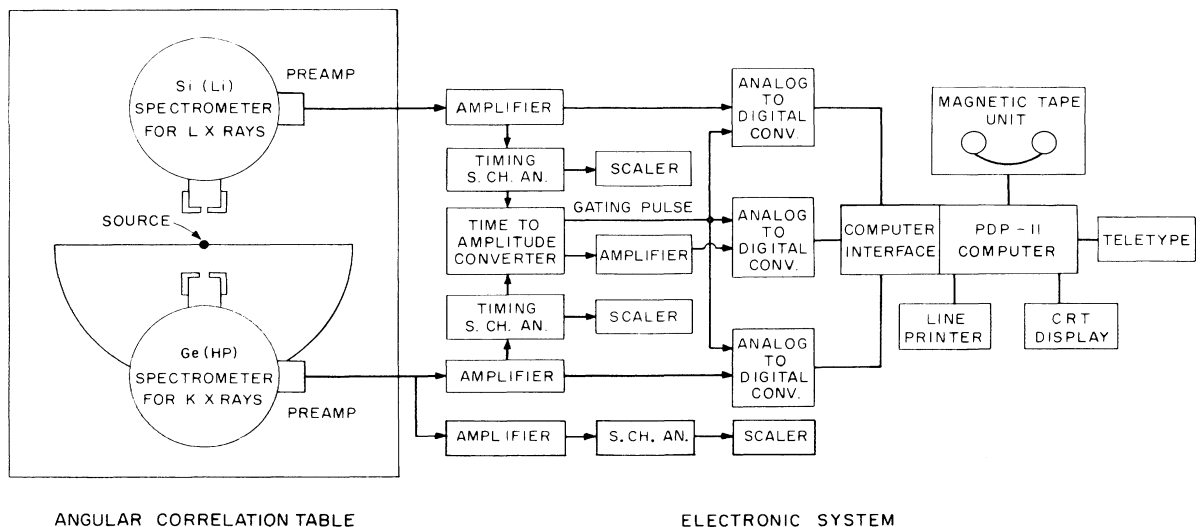 Si (Li)
SPECTROMETER
FOR L X RAYS
PREAMP
SOURCE
Ge (HP)
SPECTROMETER
FOR K X RAYS
PREAMP
AMPLIFIER
TIMING
S. CH. AN.
SCALER
TIME TO
AMPLITUDE
CONVERTER
GATING PULSE
AMPLIFIER
TIMING
S. CH. AN.
SCALER
AMPLIFIER
AMPLIFIER
S. CH. AN.
SCALER
ANALOG
TO
DIGITAL
CONV.
ANALOG
TO
DIGITAL
CONV.
ANALOG
TO
DIGITAL
CONV.
MAGNETIC TAPE
UNIT
COMPUTER
INTERFACE
PDP - 11
COMPUTER
TELETYPE
LINE
PRINTER
CRT
DISPLAY
ANGULAR CORRELATION TABLE
ELECTRONIC SYSTEM